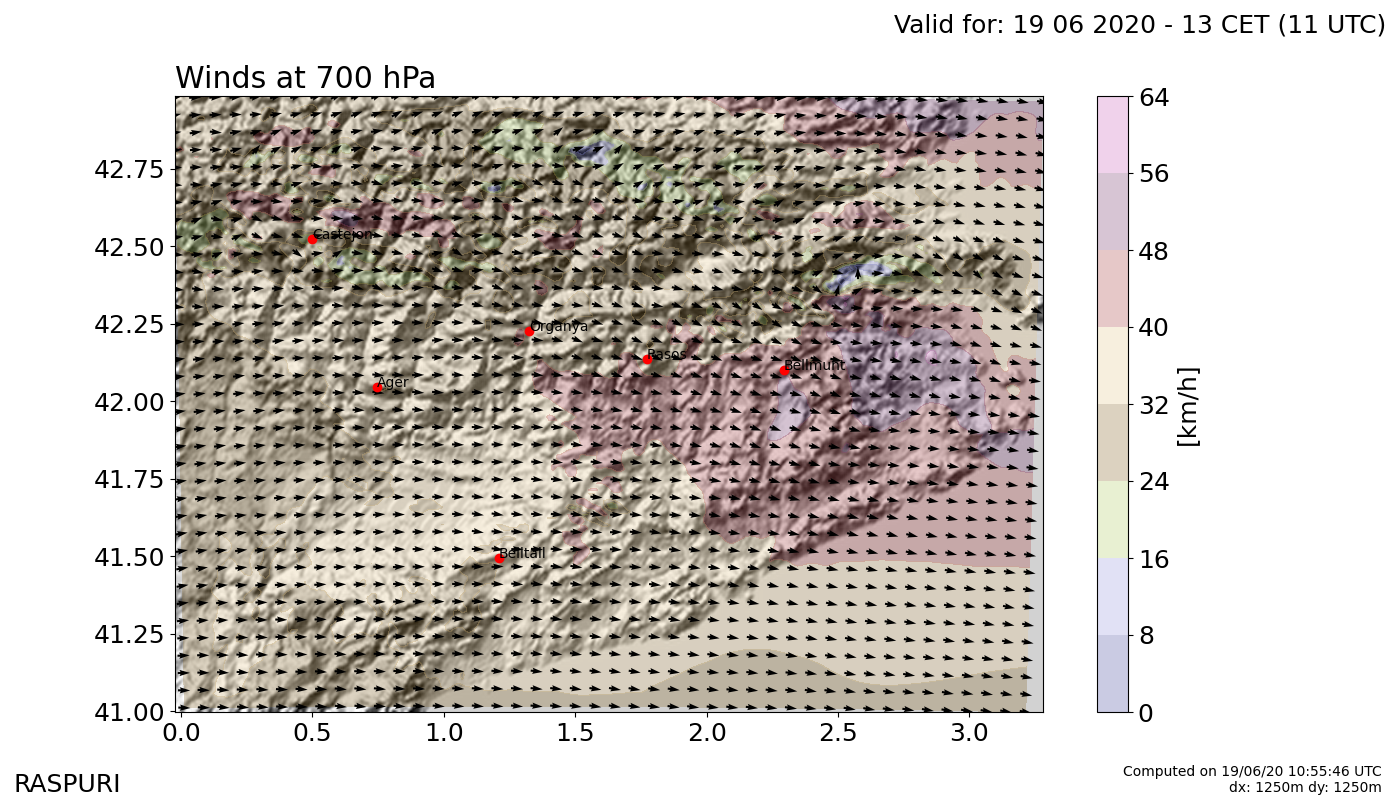 Valid for: 19 06 2020 - 13 CET (11 UTC)
Winds at 700 hPa
64
56
48
40
32
24
16
8
0
[km/h]
42.75
42.50
42.25
42.00
41.75
41.50
41.25
41.00
Castejon
Organya
Rasos
Bellmunt
Ager
Belltall
0.0 0.5 1.0 1.5 2.0 2.5 3.0
RASPURI
Computed on 19/06/20 10:55:46 UTC
dx: 1250m dy: 1250m